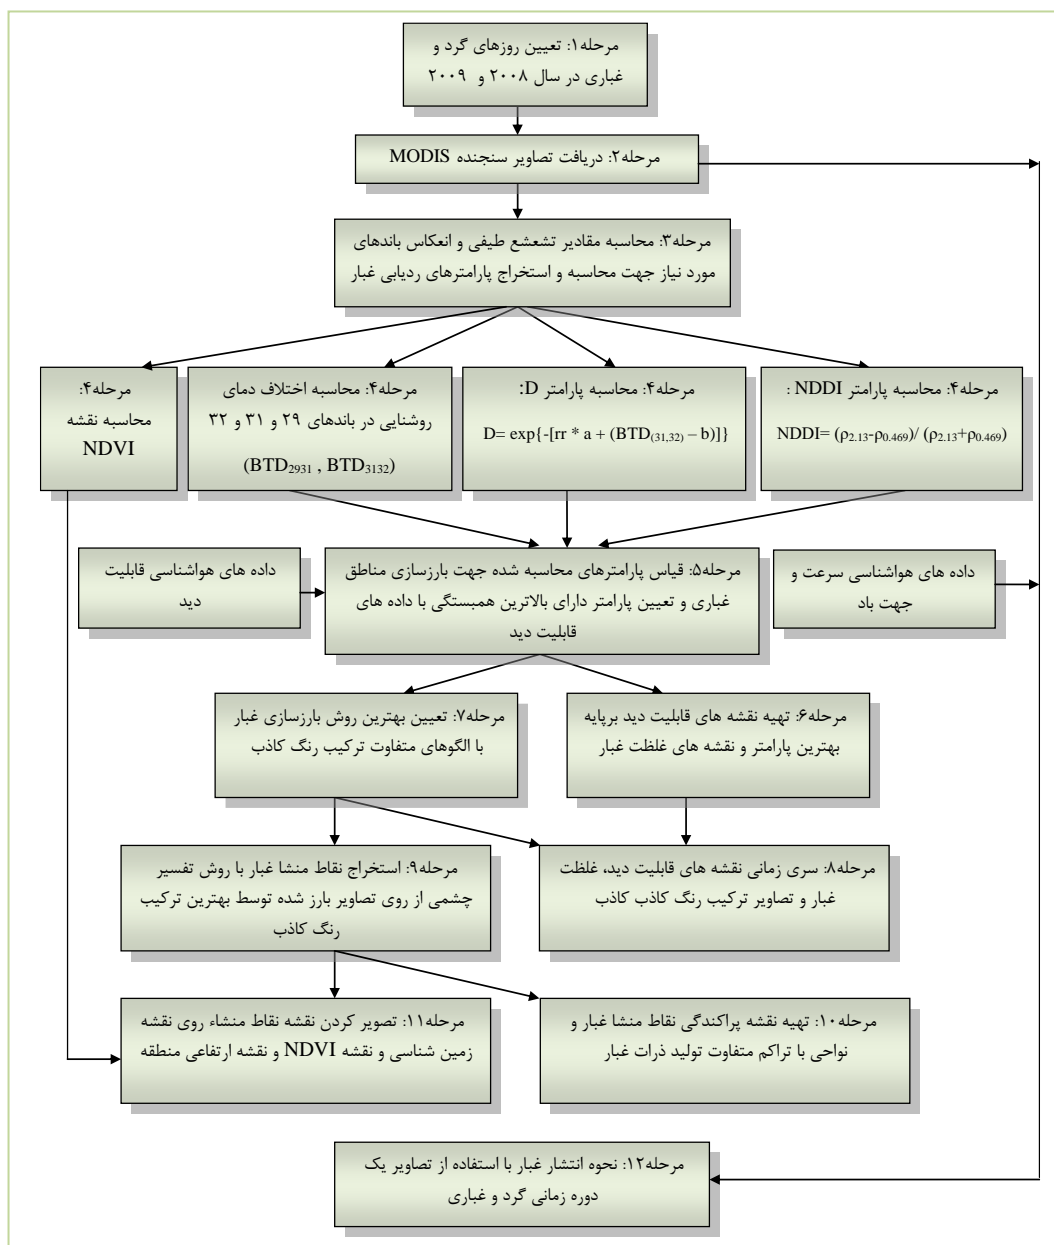 مرحله۱: تعیین روزهای گرد و
غباری در سال ۲۰۰۸ و ۲۰۰۹
مرحله۲: دریافت تصاویر سنجنده MODIS
مرحله۳: محاسبه مقادیر تشعشع طیفی و انعکاس باندهای
مورد نیاز جهت محاسبه و استخراج پارامترهای ردیابی غبار
مرحله۴: محاسبه پارامتر NDDI :
NDDI= (ρ2.13-ρ0.469)/ (ρ2.13+ρ0.469)
مرحله۴: محاسبه پارامتر D:
D= exp{-[rr * a + (BTD(31,32) – b)]}
مرحله۴: محاسبه اختلاف دمای
روشنایی در باندهای ۲۹ و ۳۱ و ۳۲
(BTD2931 , BTD3132)
مرحله۴:
محاسبه نقشه
NDVI
داده های هواشناسی سرعت و
جهت باد
مرحله۵: قیاس پارامترهای محاسبه شده جهت بارزسازی مناطق
غباری و تعیین پارامتر دارای بالاترین همبستگی با داده های
قابلیت دید
داده های هواشناسی قابلیت
دید
مرحله۶: تهیه نقشه های قابلیت دید برپایه
بهترین پارامتر و نقشه های غلظت غبار
مرحله۷: تعیین بهترین روش بارزسازی غبار
با الگوهای متفاوت ترکیب رنگ کاذب
مرحله۸: سری زمانی نقشه های قابلیت دید، غلظت
غبار و تصاویر ترکیب رنگ کاذب کاذب
مرحله۹: استخراج نقاط منشا غبار با روش تفسیر
چشمی از روی تصاویر بارز شده توسط بهترین ترکیب
رنگ کاذب
مرحله۱۰: تهیه نقشه پراکندگی نقاط منشا غبار و
نواحی با تراکم متفاوت تولید ذرات غبار
مرحله۱۱: تصویر کردن نقشه نقاط منشاء روی نقشه
زمین شناسی و نقشه NDVI و نقشه ارتفاعی منطقه
مرحله۱۲: نحوه انتشار غبار با استفاده از تصاویر یک
دوره زمانی گرد و غباری